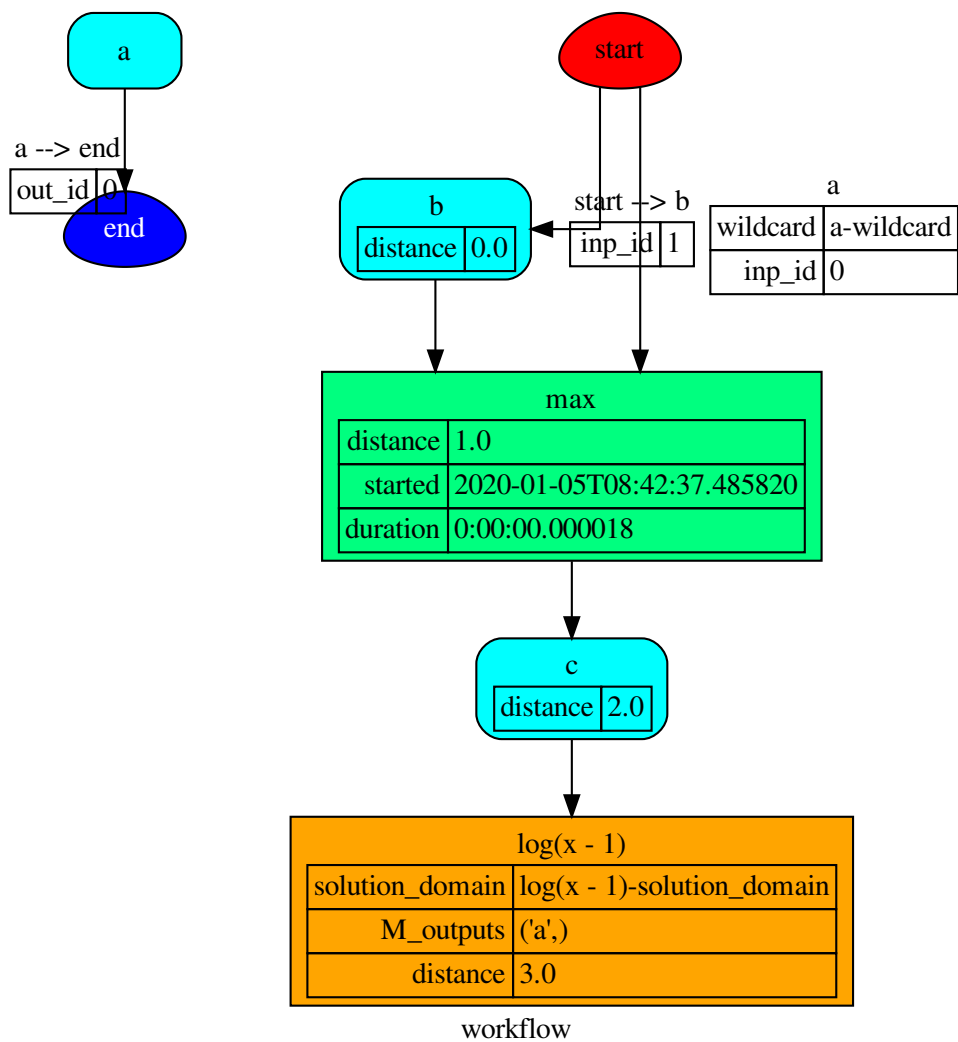 a
start
a --> end
out_id 0
end
b
distance 0.0
start --> b
inp_id 1
a
wildcard a-wildcard
inp_id 0
max
distance 1.0
started 2020-01-05T08:42:37.485820
duration 0:00:00.000018
c
distance 2.0
log(x - 1)
solution_domain log(x - 1)-solution_domain
M_outputs ('a',)
distance 3.0
workflow